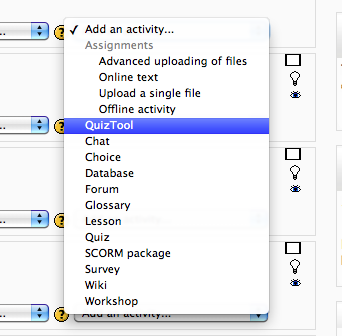 ✓ Add an activity...
Assignments
Advanced uploading of files
Online text
Upload a single file
Offline activity
QuizTool
Chat
Choice
Database
Forum
Glossary
Lesson
Quiz
SCORM package
Survey
Wiki
Workshop
Add an activity...